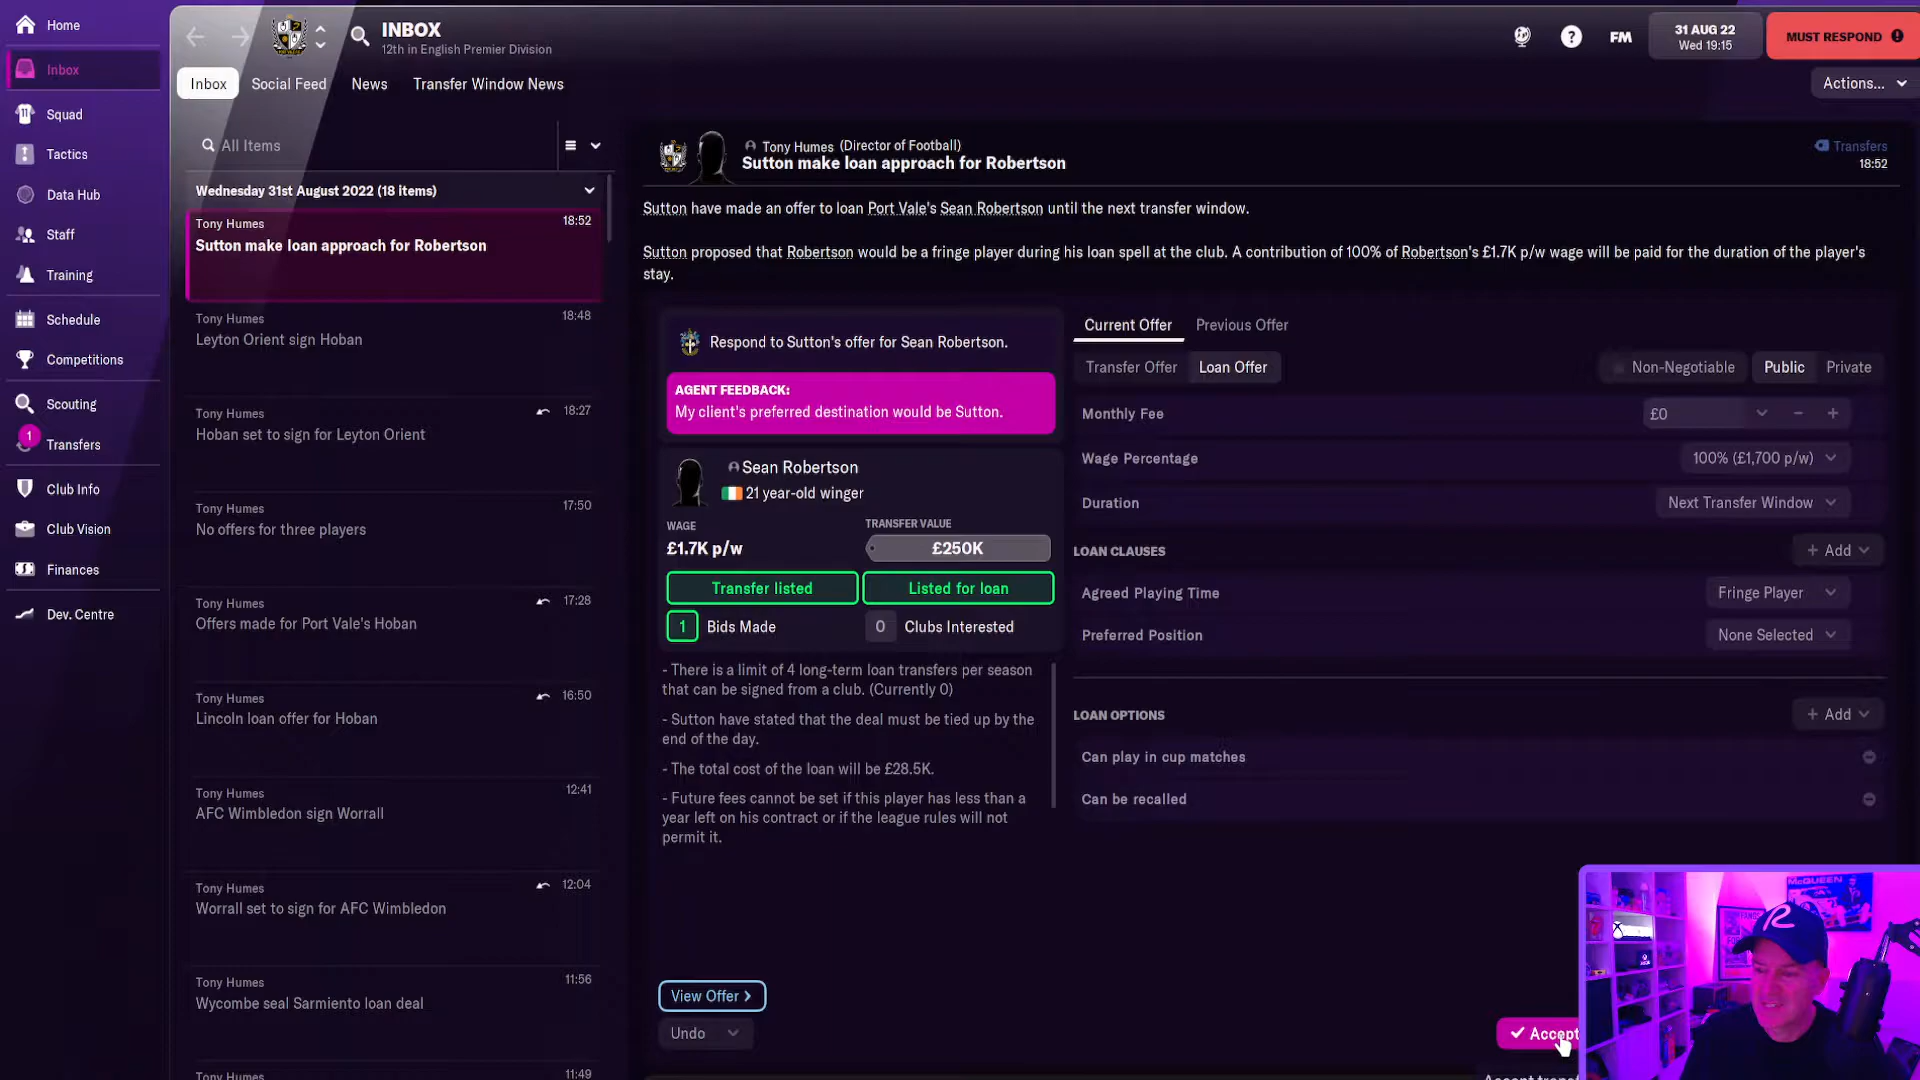 Home
Inbox
Squad
Tactics
Data Hub
Staff
Training
Schedule
Competitions
Scouting
1
Transfers
Club Info
Club Vision
Finances
Dev. Centre
INBOX
12th in English Premier Division
FM
31 AUG 22
Wed 19:15
MUST RESPOND
Inbox
Social Feed
News
Transfer Window News
Actions...
All Items
Wednesday 31st August 2022 (18 items)
Tony Humes 18:52
Sutton make loan approach for Robertson
Tony Humes 18:48
Leyton Orient sign Hoban
Tony Humes 18:27
Hoban set to sign for Leyton Orient
Tony Humes 17:50
No offers for three players
Tony Humes 17:28
Offers made for Port Vale's Hoban
Tony Humes 16:50
Lincoln loan offer for Hoban
Tony Humes 12:41
AFC Wimbledon sign Worrall
Tony Humes 12:04
Worrall set to sign for AFC Wimbledon
Tony Humes 11:56
Wycombe seal Sarmiento loan deal
Tony Humes 11:49
Tony Humes (Director of Football)
Sutton make loan approach for Robertson
Transfers
18:52
Sutton have made an offer to loan Port Vale's Sean Robertson until the next transfer window.
Sutton proposed that Robertson would be a fringe player during his loan spell at the club. A contribution of 100% of Robertson's £1.7K p/w wage will be paid for the duration of the player's
stay.
Respond to Sutton's offer for Sean Robertson.
AGENT FEEDBACK:
My client's preferred destination would be Sutton.
Sean Robertson
21 year-old winger
WAGE
TRANSFER VALUE
£1.7K p/w
£250K
Transfer listed
Listed for loan
1 Bids Made
0 Clubs Interested
- There is a limit of 4 long-term loan transfers per season
that can be signed from a club. (Currently 0)
- Sutton have stated that the deal must be tied up by the
end of the day.
- The total cost of the loan will be £28.5K.
- Future fees cannot be set if this player has less than a
year left on his contract or if the league rules will not
permit it.
Current Offer
Previous Offer
Transfer Offer
Loan Offer
Non-Negotiable
Public
Private
Monthly Fee £0
Wage Percentage 100% (£1,700 p/w)
Duration Next Transfer Window
LOAN CLAUSES + Add
Agreed Playing Time Fringe Player
Preferred Position None Selected
LOAN OPTIONS + Add
Can play in cup matches
Can be recalled
View Offer
Undo
Accept
McQUEEN
R